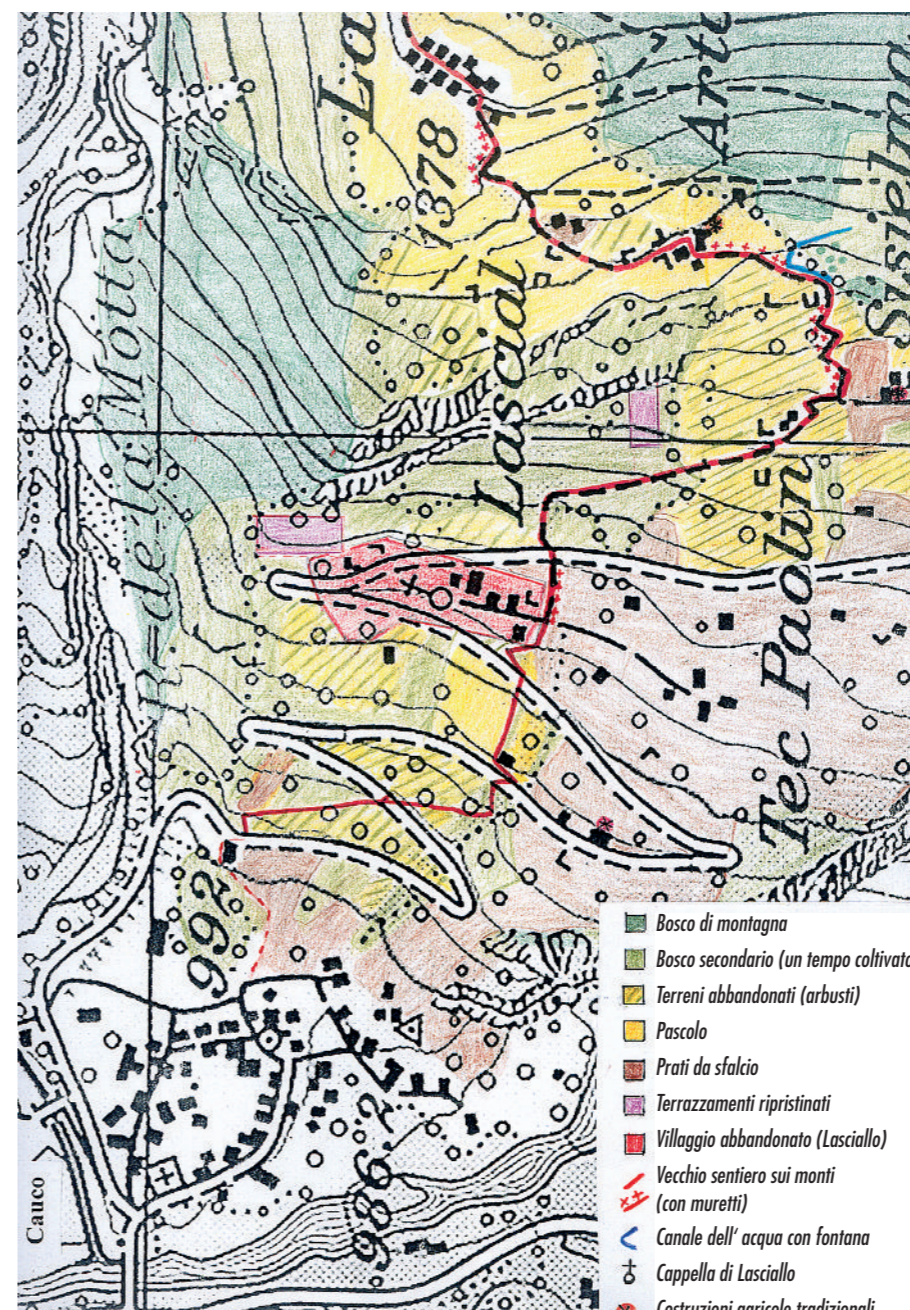 La
1378
Art
Sisielma
R=de la Motta
Lascial
Tec Paolin
992
986.2
Cauco
Bosco di montagna
Bosco secondario (un tempo coltivato
Terreni abbandonati (arbusti)
Pascolo
Prati da sfalcio
Terrazzamenti ripristinati
Villaggio abbandonato (Lasciallo)
Vecchio sentiero sui monti
(con muretti)
Canale dell' acqua con fontana
Cappella di Lasciallo
Costruzioni agricole tradizionali